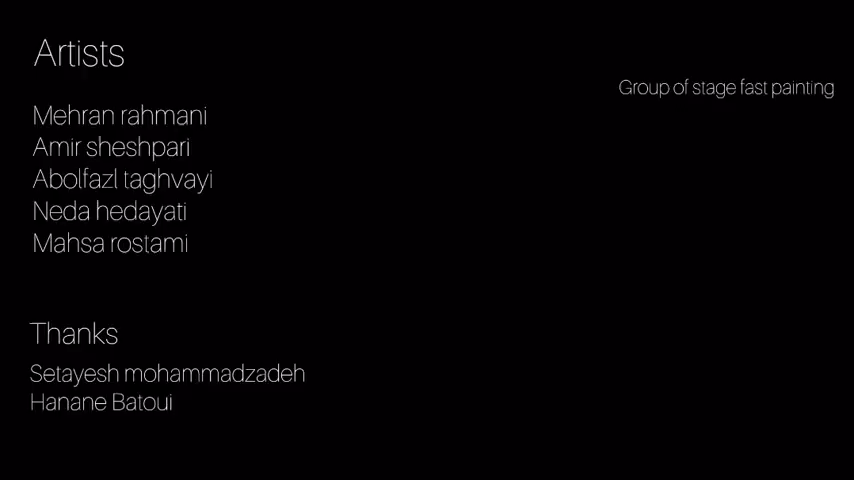 Artists
Group of stage fast painting
Mehran rahmani
Amir sheshpari
Abolfazl taghvayi
Neda hedayati
Mahsa rostami
Thanks
Setayesh mohammadzadeh
Hanane Batoui